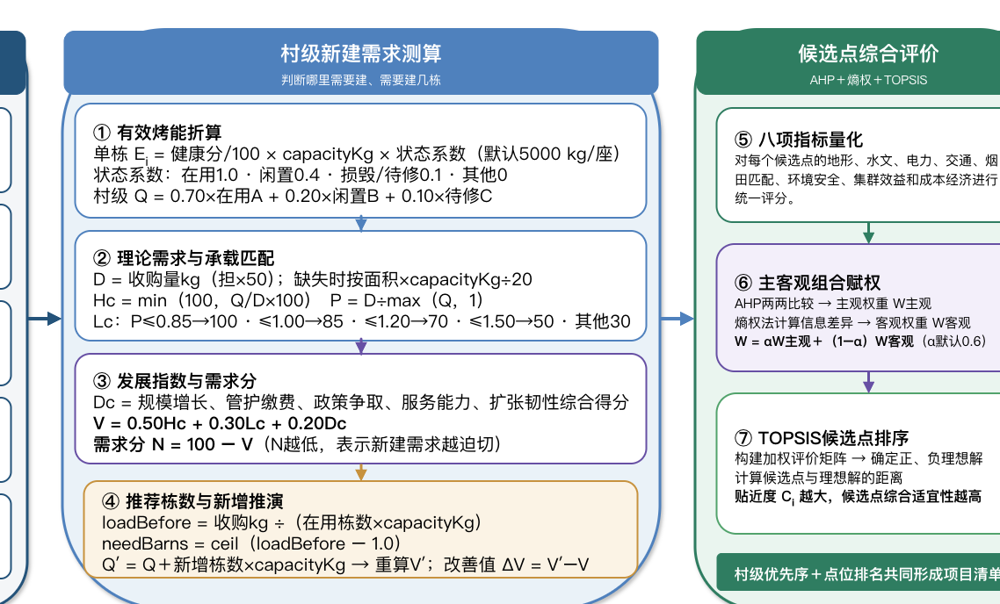 村级新建需求测算
判断哪里需要建、需要建几栋
① 有效烤能折算
单栋 Eᵢ = 健康分/100 × capacityKg × 状态系数（默认5000 kg/座）
状态系数：在用1.0 · 闲置0.4 · 损毁/待修0.1 · 其他0
村级 Q = 0.70×在用A + 0.20×闲置B + 0.10×待修C
② 理论需求与承载匹配
D = 收购量kg（担×50）；缺失时按面积×capacityKg÷20
Hc = min（100，Q/D×100） P = D÷max（Q，1）
Lc：P≤0.85→100 · ≤1.00→85 · ≤1.20→70 · ≤1.50→50 · 其他30
③ 发展指数与需求分
Dc = 规模增长、管护缴费、政策争取、服务能力、扩张韧性综合得分
V = 0.50Hc + 0.30Lc + 0.20Dc
需求分 N = 100 − V（N越低，表示新建需求越迫切）
④ 推荐栋数与新增推演
loadBefore = 收购kg ÷（在用栋数×capacityKg）
needBarns = ceil（loadBefore − 1.0）
Q′ = Q＋新增栋数×capacityKg → 重算V′；改善值 ΔV = V′−V
候选点综合评价
AHP＋熵权＋TOPSIS
⑤ 八项指标量化
对每个候选点的地形、水文、电力、交通、烟
田匹配、环境安全、集群效益和成本经济进行
统一评分。
⑥ 主客观组合赋权
AHP两两比较 → 主观权重 W主观
熵权法计算信息差异 → 客观权重 W客观
W = αW主观＋（1−α）W客观（α默认0.6）
⑦ TOPSIS候选点排序
构建加权评价矩阵 → 确定正、负理想解
计算候选点与理想解的距离
贴近度 Cᵢ 越大，候选点综合适宜性越高
村级优先序＋点位排名共同形成项目清单